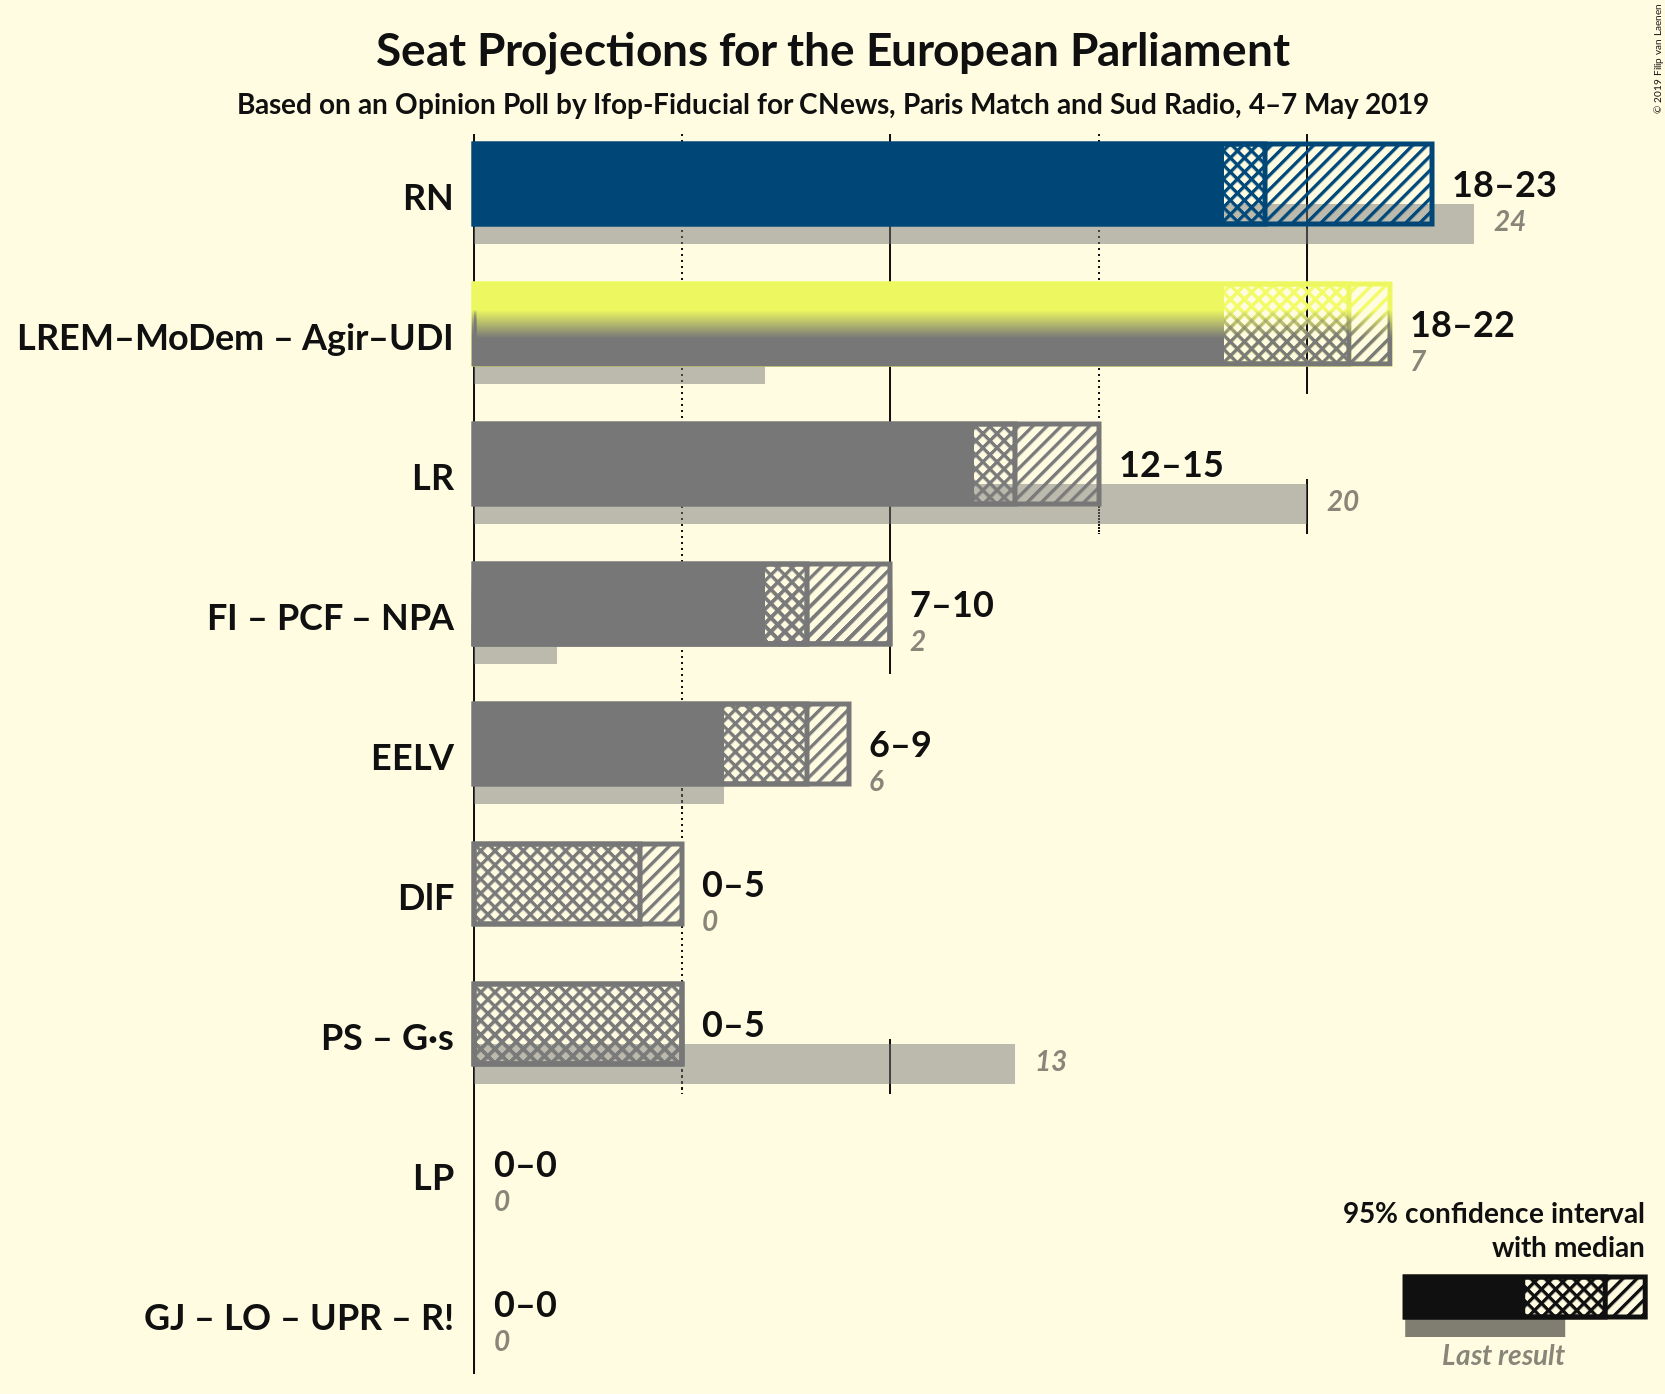 Seat Projections for the European Parliament
Based on an Opinion Poll by Ifop-Fiducial for CNews, Paris Match and Sud Radio, 4–7 May 2019
© 2019 Filip van Laenen
RN
18–23
24
LREM–MoDem – Agir–UDI
18–22
7
LR
12–15
20
FI – PCF – NPA
7–10
2
EELV
6–9
6
DlF
0–5
0
PS – G·s
0–5
13
LP
0–0
0
GJ – LO – UPR – R!
0–0
0
95% confidence interval
with median
Last result